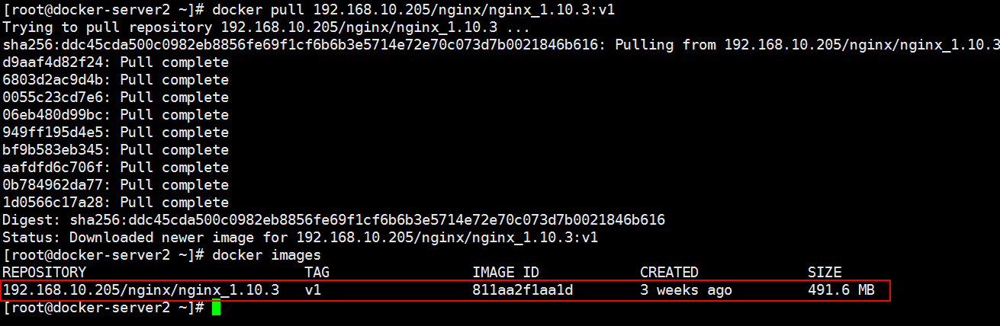 [root@docker-server2 ~]# docker pull 192.168.10.205/nginx/nginx_1.10.3:v1
Trying to pull repository 192.168.10.205/nginx/nginx_1.10.3 ...
sha256:ddc45cda500c0982eb8856fe69f1cf6b6b3e5714e72e70c073d7b0021846b616: Pulling from 192.168.10.205/nginx/nginx_1.10.3
d9aaf4d82f24: Pull complete
6803d2ac9d4b: Pull complete
0055c23cd7e6: Pull complete
06eb480d99bc: Pull complete
949ff195d4e5: Pull complete
bf9b583eb345: Pull complete
aafdfd6c706f: Pull complete
0b784962da77: Pull complete
1d0566c17a28: Pull complete
Digest: sha256:ddc45cda500c0982eb8856fe69f1cf6b6b3e5714e72e70c073d7b0021846b616
Status: Downloaded newer image for 192.168.10.205/nginx/nginx_1.10.3:v1
[root@docker-server2 ~]# docker images
REPOSITORY TAG IMAGE ID CREATED SIZE
192.168.10.205/nginx/nginx_1.10.3 v1 811aa2f1aa1d 3 weeks ago 491.6 MB
[root@docker-server2 ~]#